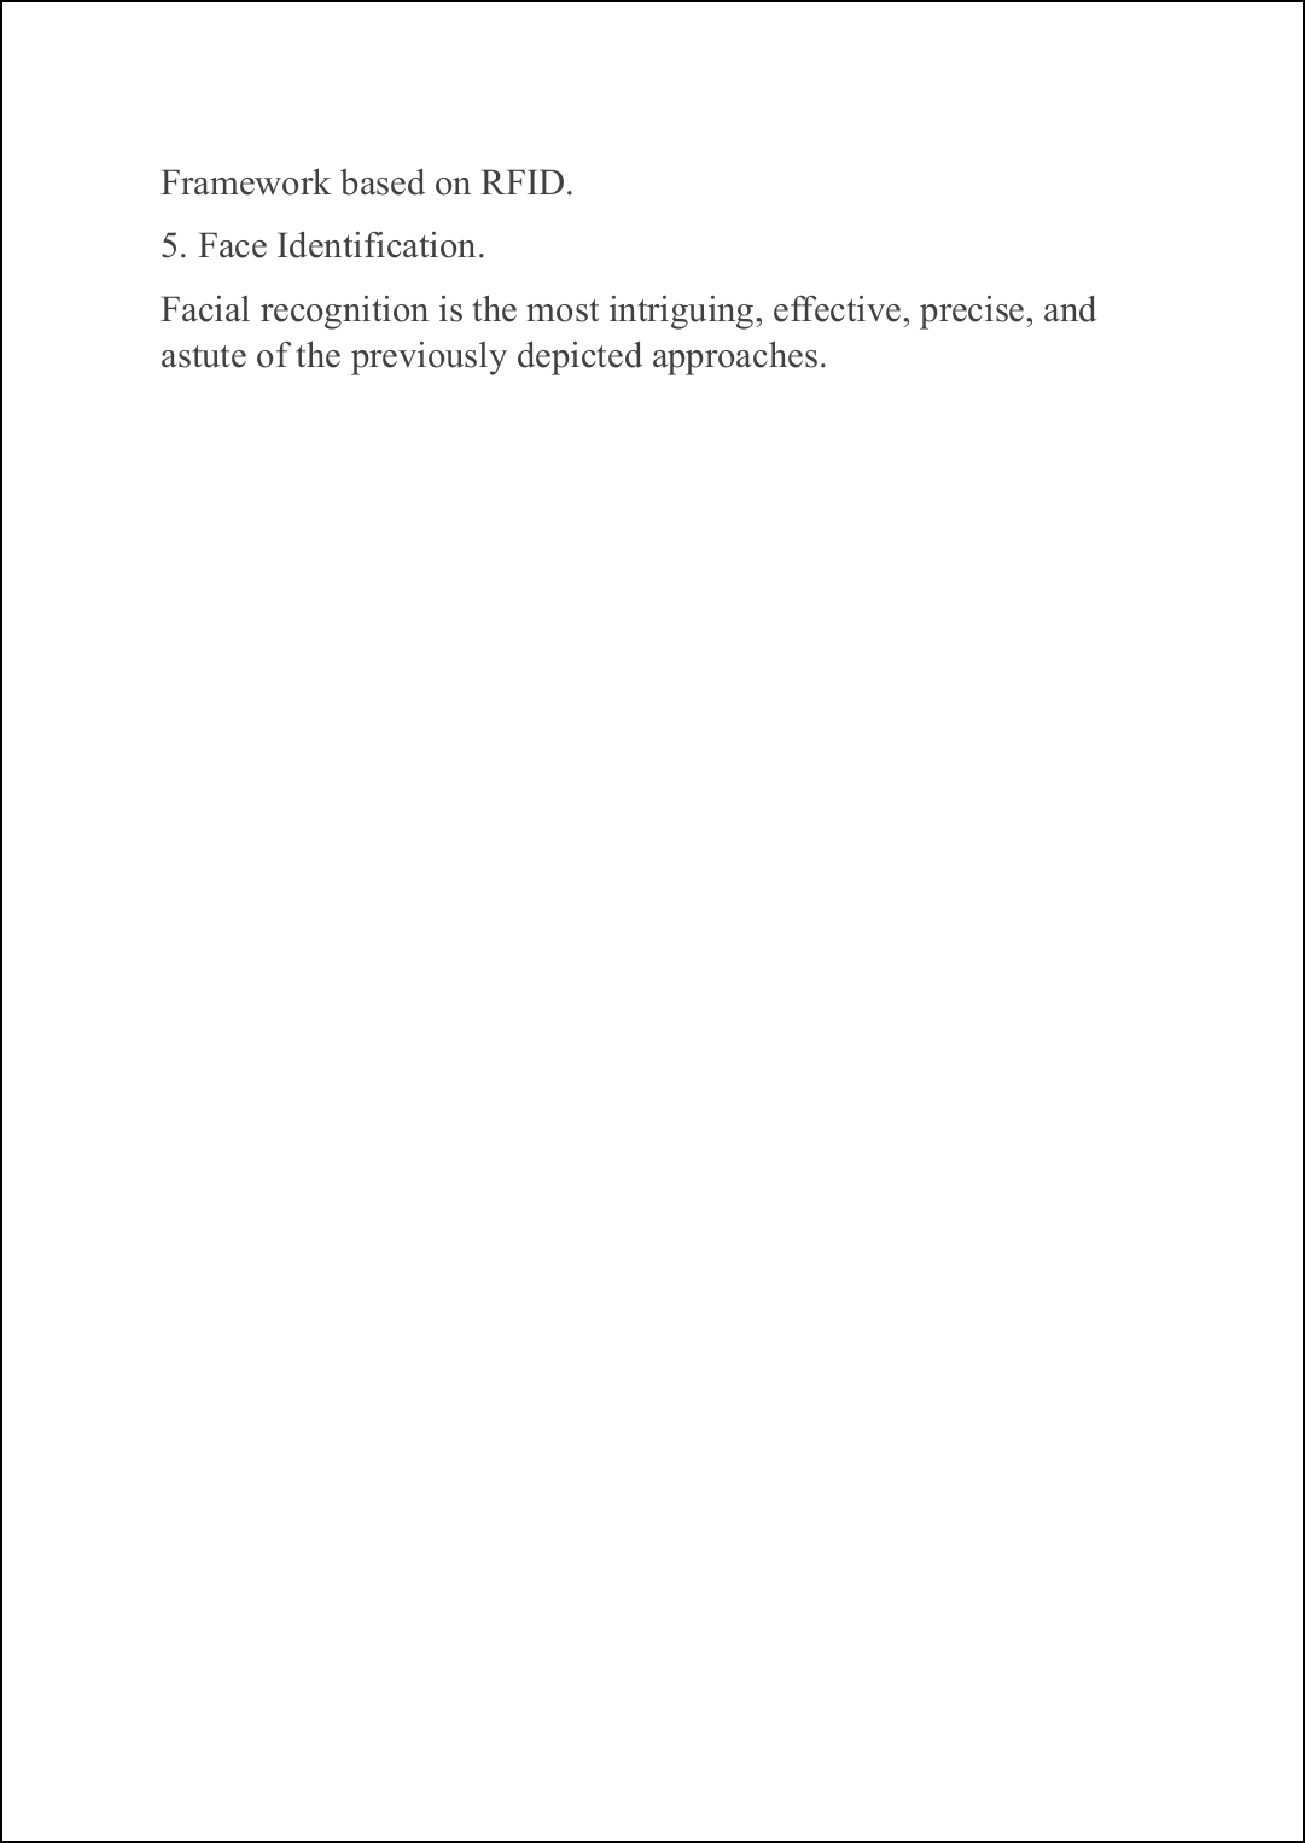 Framework based on RFID.
5. Face Identification.
Facial recognition is the most intriguing, effective, precise, and
astute of the previously depicted approaches.